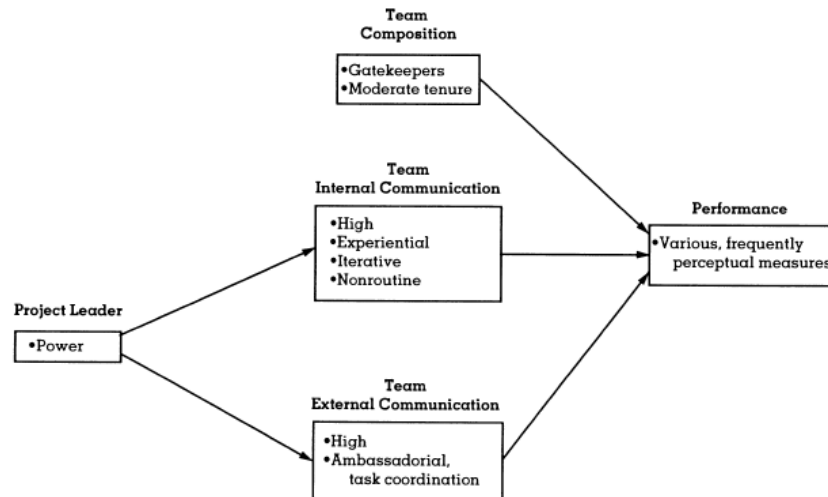 Team
Composition
•Gatekeepers
•Moderate tenure
Team
Internal Communication
•High
•Experiential
•Iterative
•Nonroutine
Performance
•Various, frequently
perceptual measures
Project Leader
•Power
Team
External Communication
•High
•Ambassadorial,
task coordination